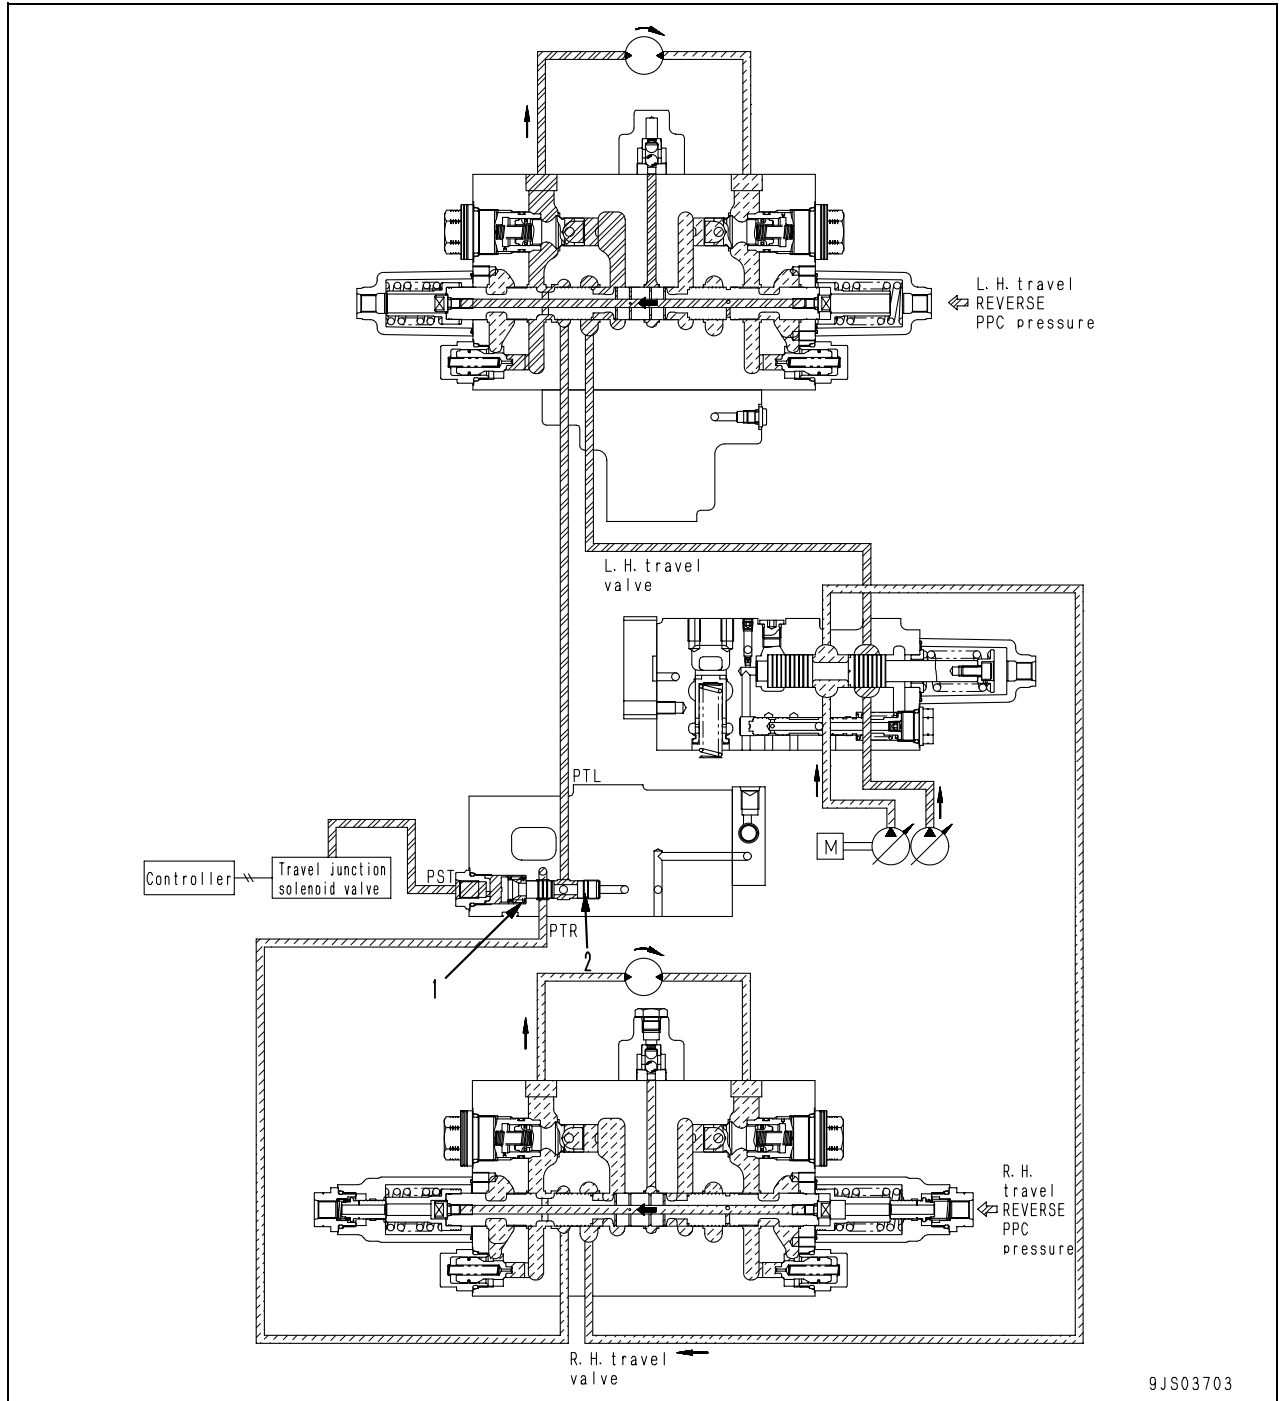 L. H. travel
REVERSE
PPC pressure
L. H. travel
valve
PTL
M
Controller
Travel junction
solenoid valve
PST
PTR
1
2
R. H.
travel
REVERSE
PPC
pressure
R. H. travel
valve
9JS03703